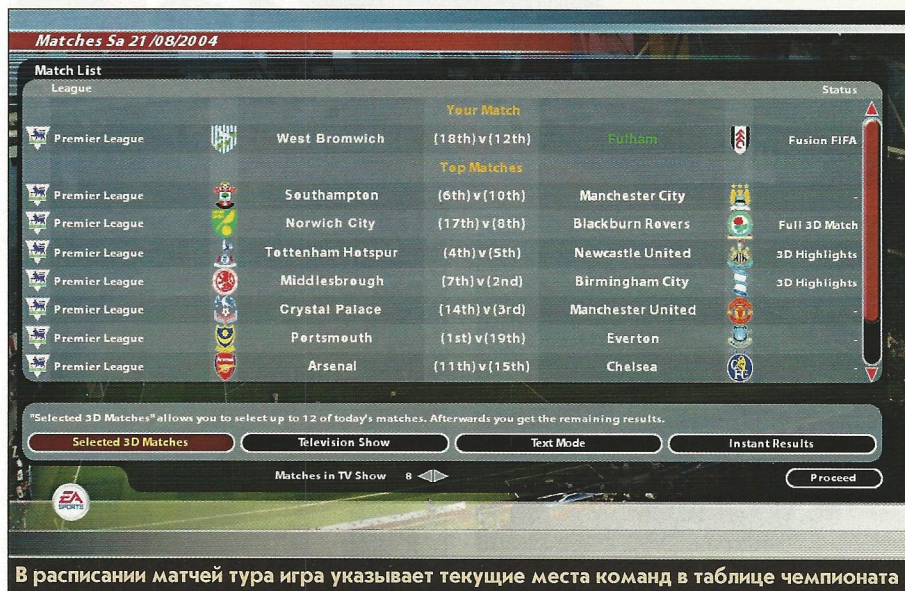 Matches Sa 21/08/2004
Match List
League Status
Your Match
Premier League West Bromwich (18th) v (12th) Fulham Fusion FIFA
Top Matches
Premier League Southampton (6th) v (10th) Manchester City -
Premier League Norwich City (17th) v (8th) Blackburn Rovers Full 3D Match
Premier League Tottenham Hotspur (4th) v (5th) Newcastle United 3D Highlights
Premier League Middlesbrough (7th) v (2nd) Birmingham City 3D Highlights
Premier League Crystal Palace (14th) v (3rd) Manchester United -
Premier League Portsmouth (1st) v (19th) Everton -
Premier League Arsenal (11th) v (15th) Chelsea -
"Selected 3D Matches" allows you to select up to 12 of today's matches. Afterwards you get the remaining results.
Selected 3D Matches Television Show Text Mode Instant Results
Matches in TV Show 8 Proceed
EA
SPORTS
В расписании матчей тура игра указывает текущие места команд в таблице чемпионата